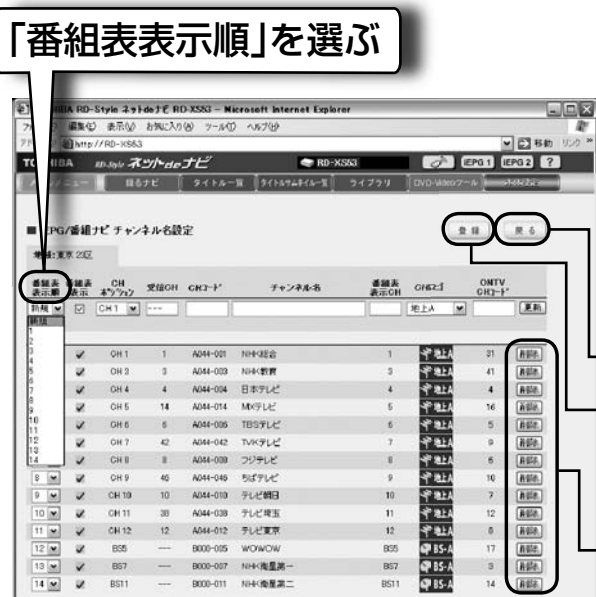 「番組表表示順」を選ぶ
BA RD-Style ネットdeナビ RD-XS53 - Microsoft Internet Explorer
編集(E) 表示(V) お気に入り(A) ツール(T) ヘルプ(H)
http://RD-XS53 移動 リンク
TO BA RD-Style ネットdeナビ RD-XS53 iEPG 1 iEPG 2 ?
録るナビ タイトル一覧 タイトルサムネイル一覧 ライブラリ DVD-Videoツール
■ PG/番組ナビ チャンネル名設定 登録 戻る
地域:東京 23区
番組表表示順 番組表表示 CHポジション 受信CH CHコード チャンネル名 番組表表示CH CHロゴ ONTV CHコード
新規 CH 1 --- 地上A 更新
新規
1
2
3
4
5
6
7
8
9
10
11
12
13
14
CH 1 1 A044-001 NHK総合 1 地上A 31 削除
CH 3 3 A044-003 NHK教育 3 地上A 41 削除
CH 4 4 A044-004 日本テレビ 4 地上A 4 削除
CH 5 14 A044-014 MXテレビ 5 地上A 16 削除
CH 6 6 A044-006 TBSテレビ 6 地上A 5 削除
CH 7 42 A044-042 TVKテレビ 7 地上A 9 削除
CH 8 8 A044-008 フジテレビ 8 地上A 6 削除
8 CH 9 46 A044-046 ちばテレビ 9 地上A 10 削除
9 CH 10 10 A044-010 テレビ朝日 10 地上A 7 削除
10 CH 11 38 A044-038 テレビ埼玉 11 地上A 12 削除
11 CH 12 12 A044-012 テレビ東京 12 地上A 8 削除
12 BS5 --- B000-005 WOWOW BS5 BS-A 17 削除
13 BS7 --- B000-007 NHK衛星第一 BS7 BS-A 3 削除
14 BS11 --- B000-011 NHK衛星第二 BS11 BS-A 14 削除